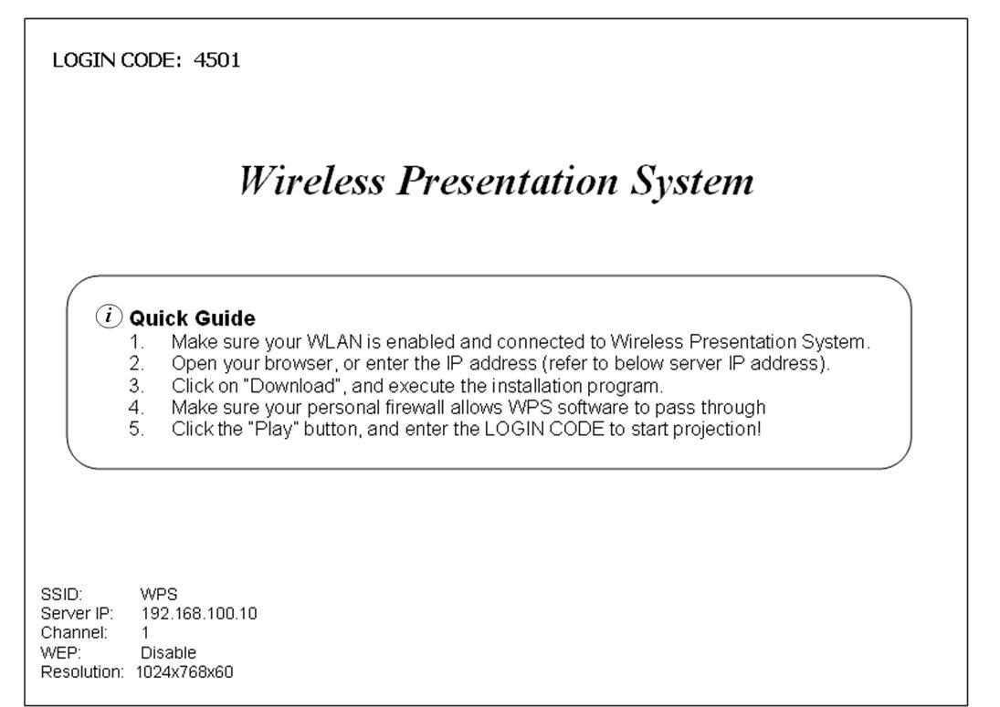 LOGIN CODE: 4501
Wireless Presentation System
i Quick Guide
1. Make sure your WLAN is enabled and connected to Wireless Presentation System.
2. Open your browser, or enter the IP address (refer to below server IP address).
3. Click on "Download", and execute the installation program.
4. Make sure your personal firewall allows WPS software to pass through
5. Click the "Play" button, and enter the LOGIN CODE to start projection!
SSID: WPS
Server IP: 192.168.100.10
Channel: 1
WEP: Disable
Resolution: 1024x768x60